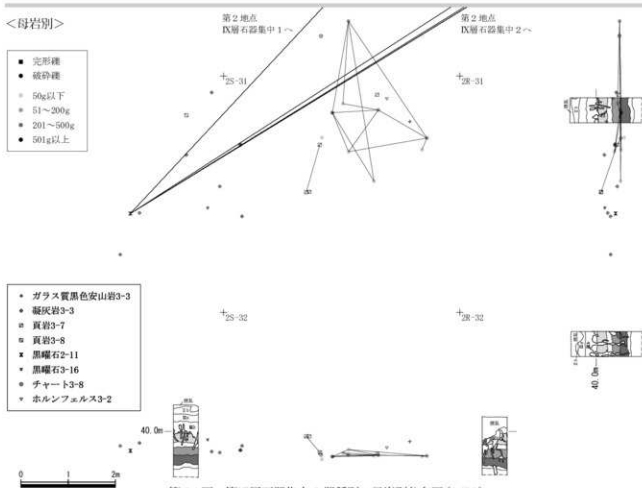 <母岩別>
第2地点
Ⅸ層石器集中1へ
第2地点
Ⅸ層石器集中2へ
■ 完形礫
● 破砕礫
50g以下
51～200g
201～500g
501g以上
2S-31
2R-31
ガラス質黒色安山岩3-3
凝灰岩3-3
頁岩3-7
頁岩3-8
黒曜石2-11
黒曜石3-16
チャート3-8
ホルンフェルス3-2
2S-32
2R-32
40.0m
40.0m
0 1 2m